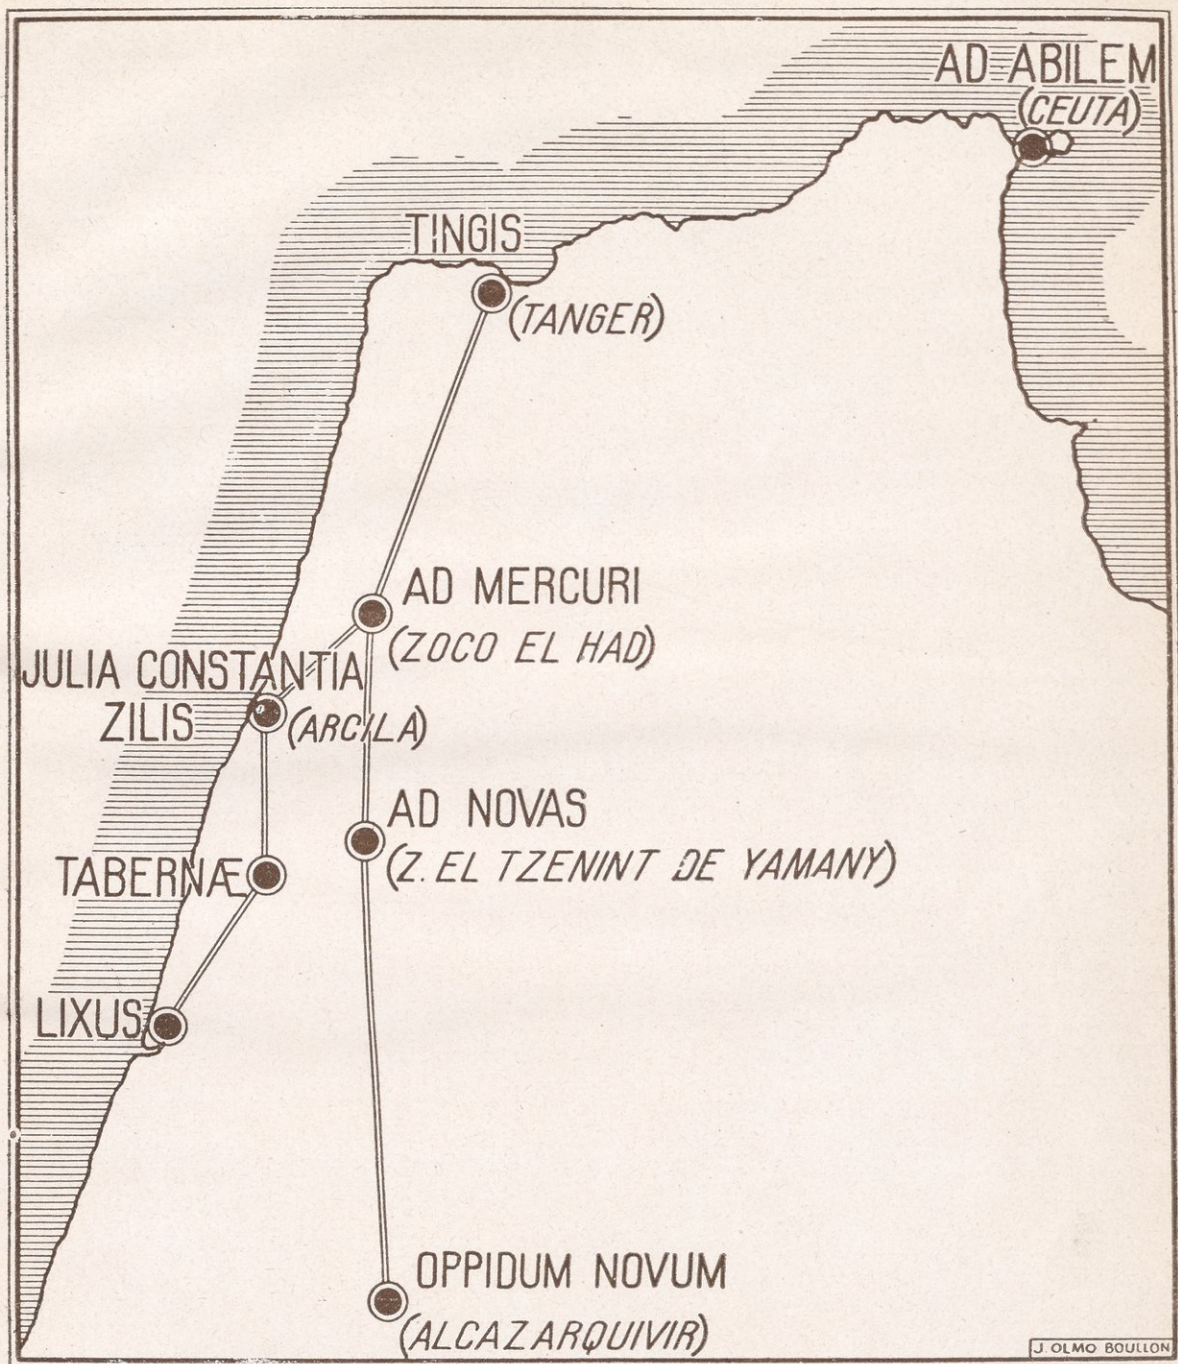 AD ABILEM
(CEUTA)
TINGIS
(TANGER)
AD MERCURI
(ZOCO EL HAD)
JULIA CONSTANTIA
ZILIS
(ARCILA)
AD NOVAS
(Z. EL TZENINT DE YAMANY)
TABERNÆ
LIXUS
OPPIDUM NOVUM
(ALCAZARQUIVIR)
J. OLMO BOULLON